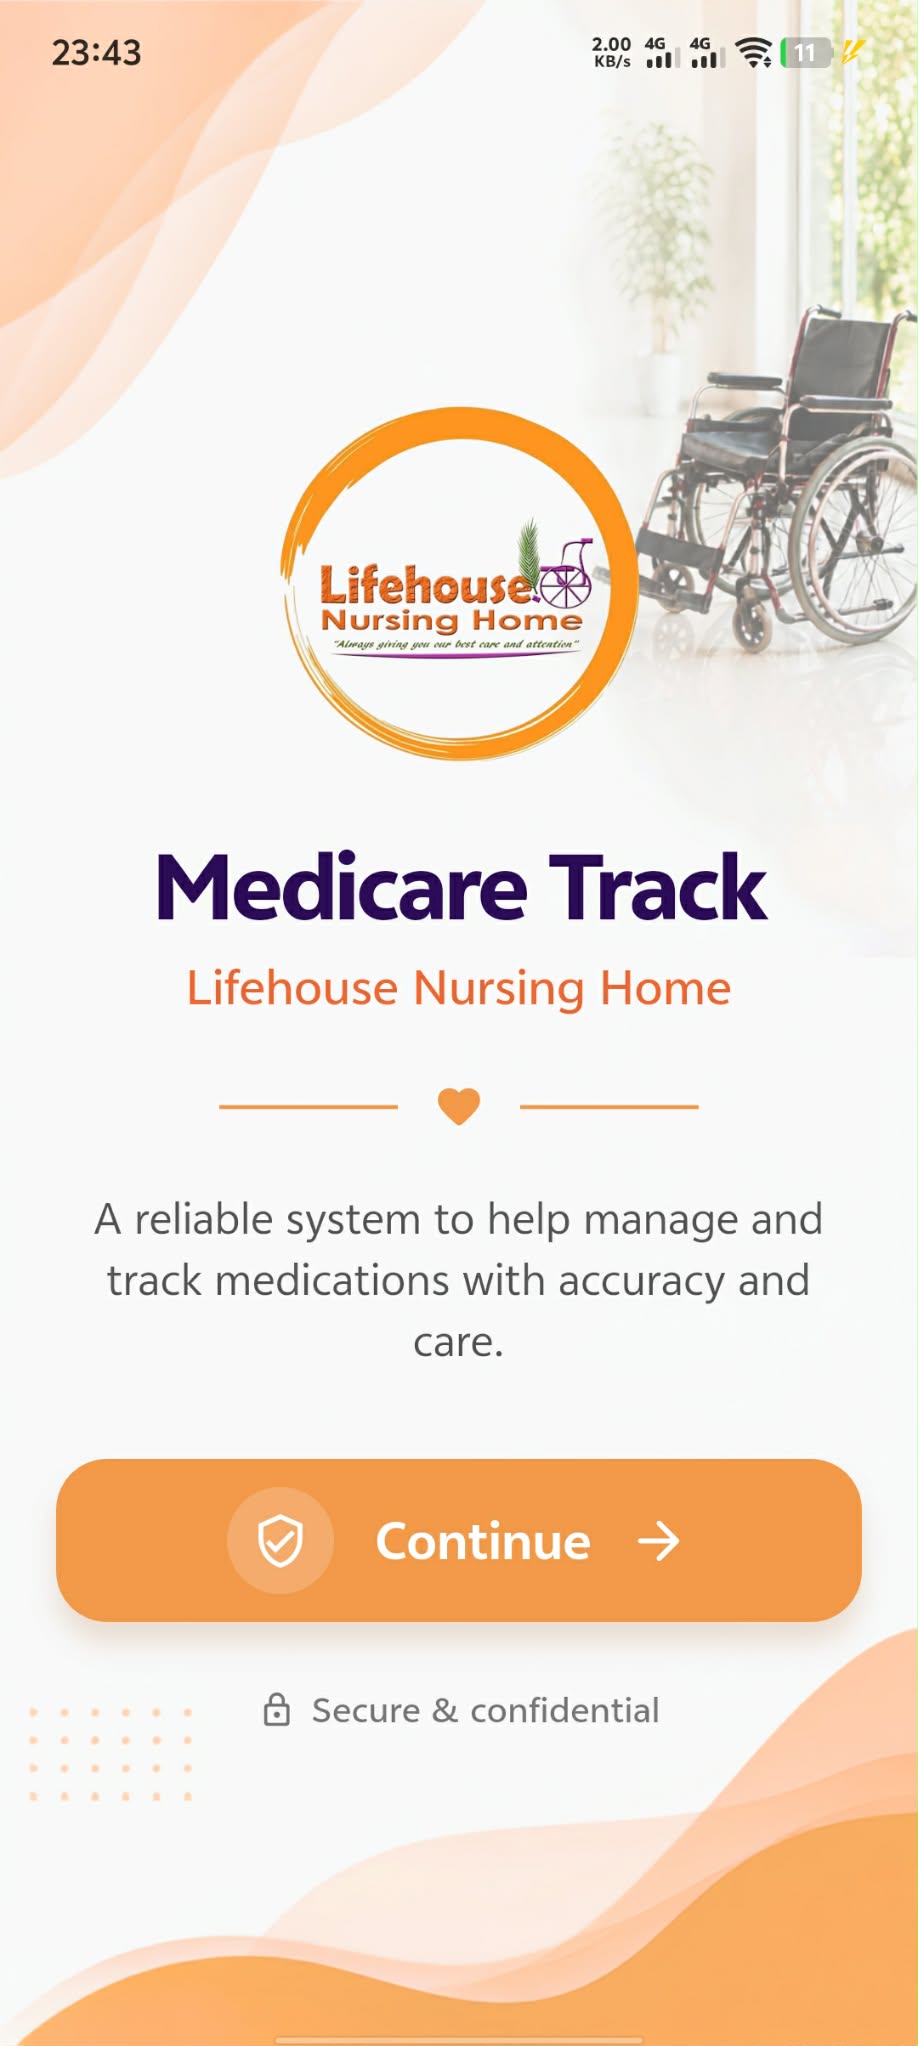 23:43
2.00
KB/s
4G
4G
11
Lifehouse
Nursing Home
"Always giving you our best care and attention"
Medicare Track
Lifehouse Nursing Home
A reliable system to help manage and
track medications with accuracy and
care.
Continue
Secure & confidential